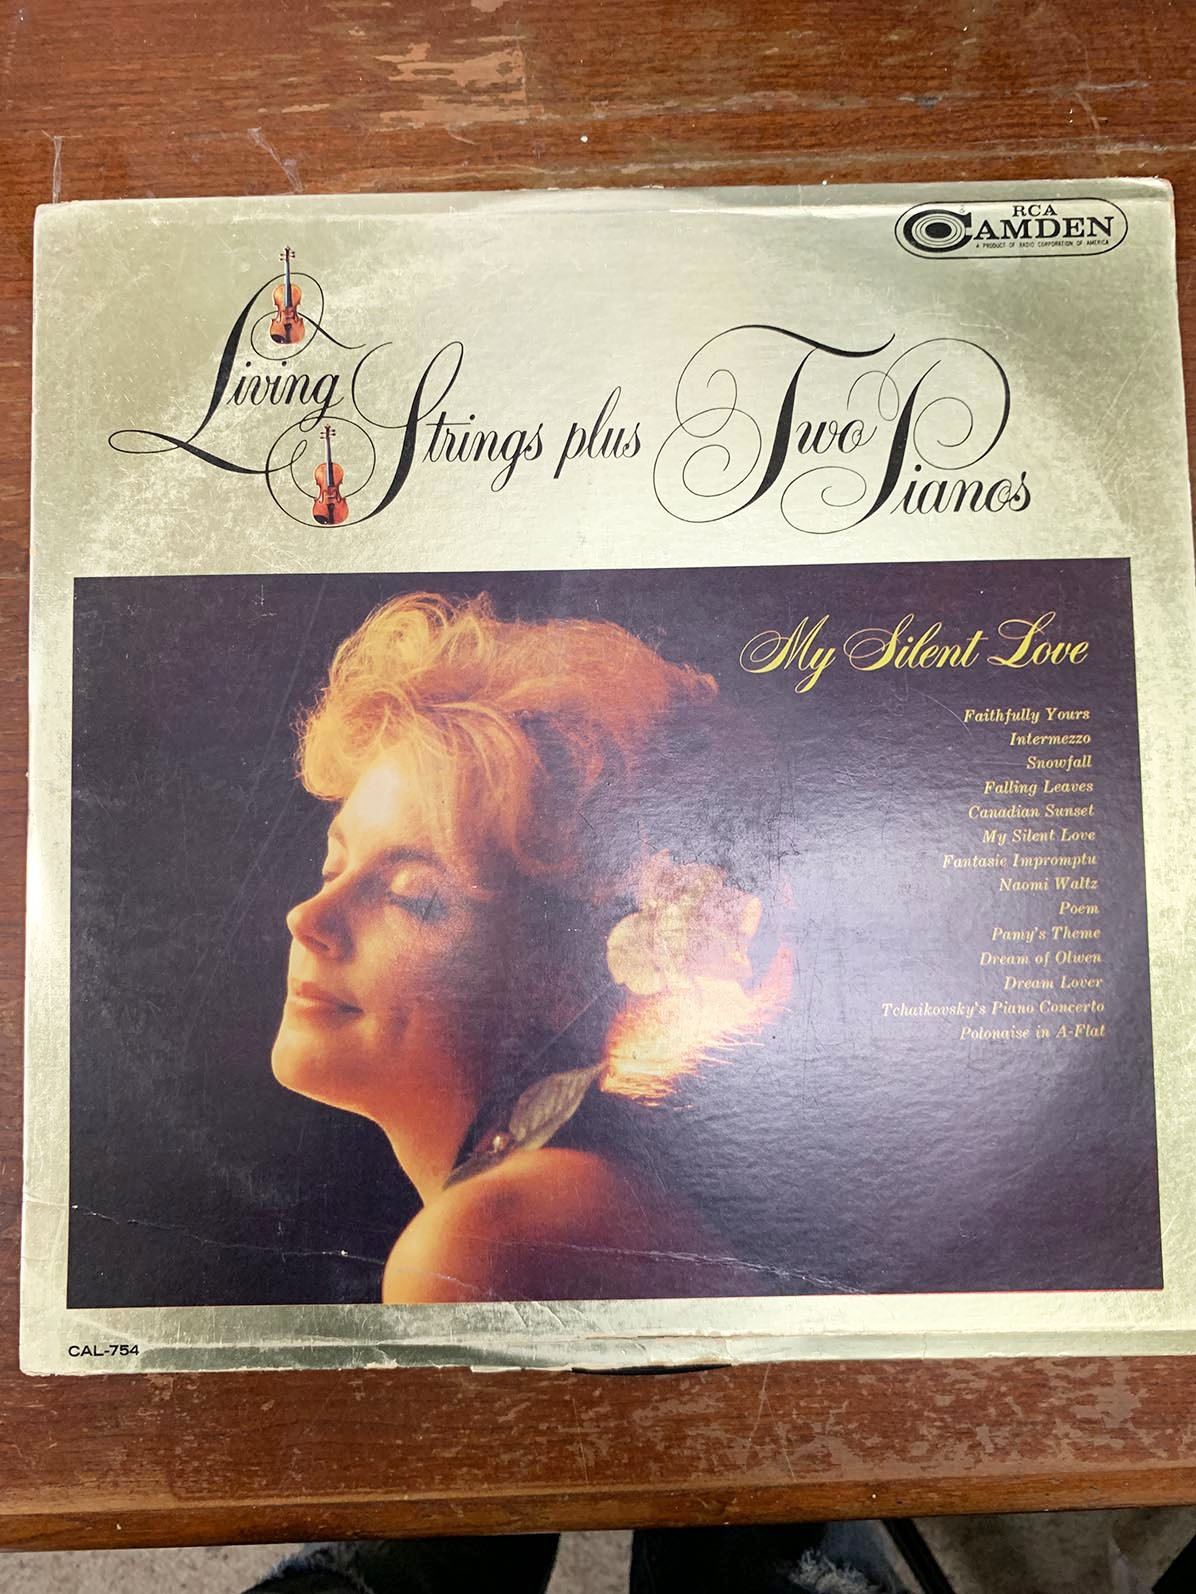 RCA
CAMDEN
A PRODUCT OF RADIO CORPORATION OF AMERICA
Living Strings plus Two Pianos
My Silent Love
Faithfully Yours
Intermezzo
Snowfall
Falling Leaves
Canadian Sunset
My Silent Love
Fantasie Impromptu
Naomi Waltz
Poem
Pamy's Theme
Dream of Olwen
Dream Lover
Tchaikovsky's Piano Concerto
Polonaise in A-Flat
CAL-754